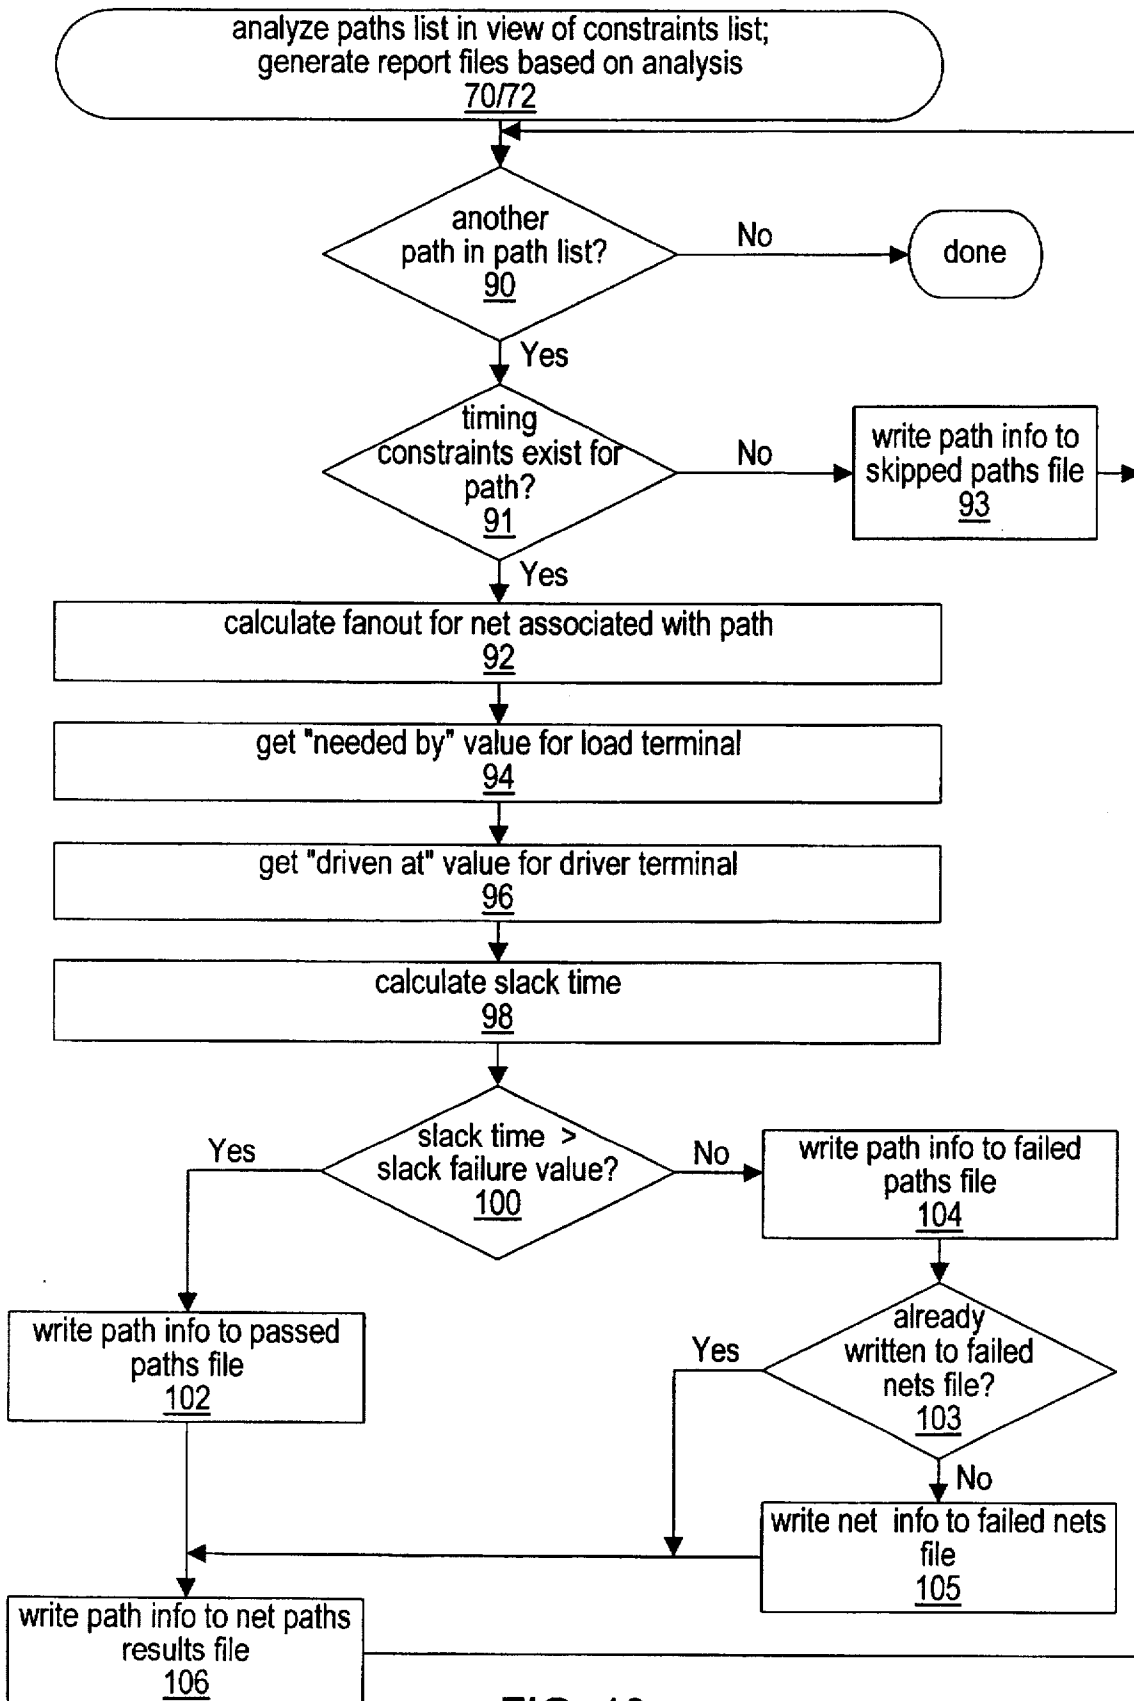 analyze paths list in view of constraints list;
generate report files based on analysis
70/72
another
path in path list?
90
No
done
Yes
timing
constraints exist for
path?
91
No
write path info to
skipped paths file
93
Yes
calculate fanout for net associated with path
92
get "needed by" value for load terminal
94
get "driven at" value for driver terminal
96
calculate slack time
98
slack time >
slack failure value?
100
Yes
No
write path info to failed
paths file
104
write path info to passed
paths file
102
already
written to failed
nets file?
103
Yes
No
write net info to failed nets
file
105
write path info to net paths
results file
106